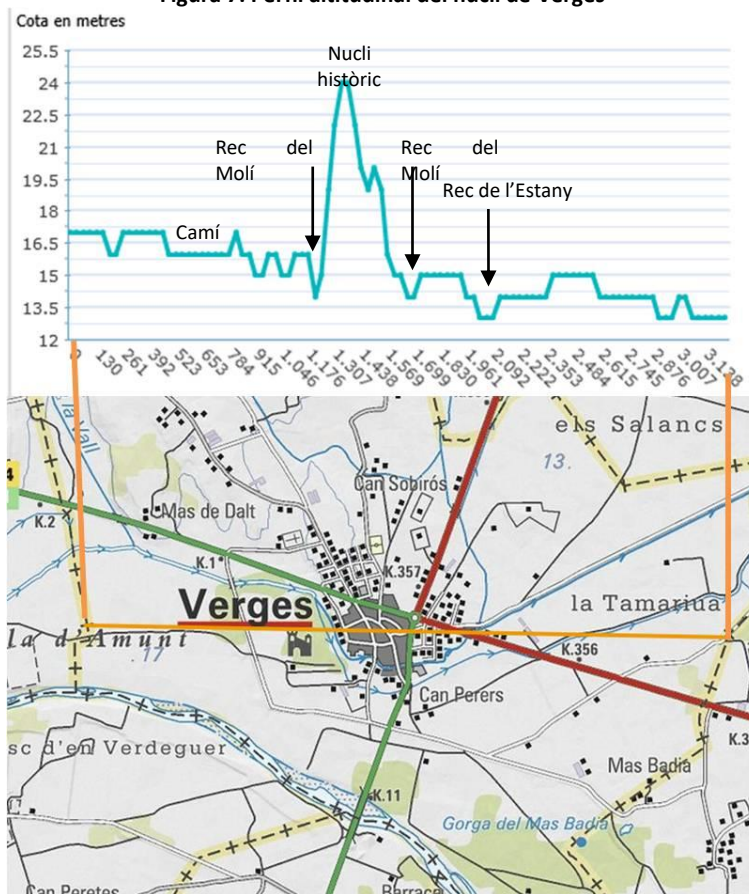 Figura 7. Perfil altitudinal del nucli de Verges
Cota en metres
25.5
24
22.5
21
19.5
18
16.5
15
13.5
12
Nucli
històric
Rec del
Molí
Rec del
Molí
Rec de l’Estany
Camí
0 130 261 392 523 653 784 915 1.046 1.176 1.307 1.438 1.569 1.699 1.830 1.961 2.092 2.222 2.353 2.484 2.615 2.745 2.876 3.007 3.138
la Vall
els Salancs
13.
Can Sobirós
4
K.2
Mas de Dalt
K.1
K.357
Verges
la Tamariua
la d'Amunt
17
K.356
Can Perers
K.3
sc d'en Verdeguer
Mas Badia
K.11
Gorga del Mas Badia
Can Peretes
Barraca